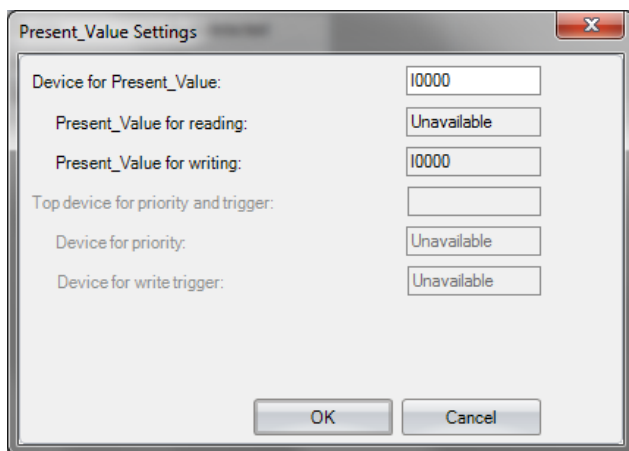 Present_Value Settings
Device for Present_Value: I0000
Present_Value for reading: Unavailable
Present_Value for writing: I0000
Top device for priority and trigger:
Device for priority: Unavailable
Device for write trigger: Unavailable
OK Cancel